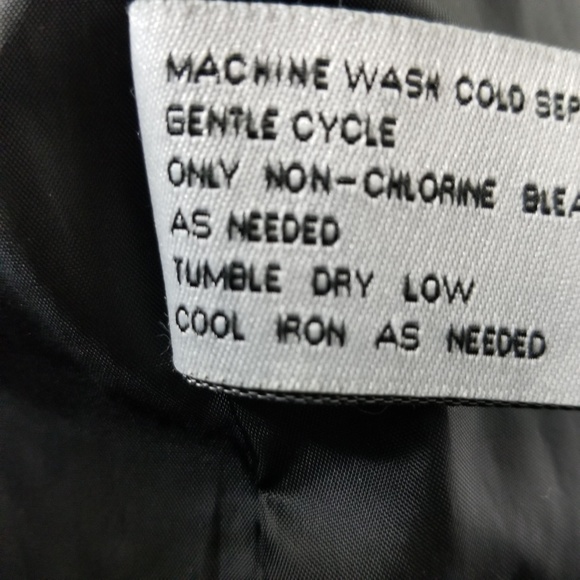 MACHINE WASH COLD SEP
GENTLE CYCLE
ONLY NON-CHLORINE BLEA
AS NEEDED
TUMBLE DRY LOW
COOL IRON AS NEEDED